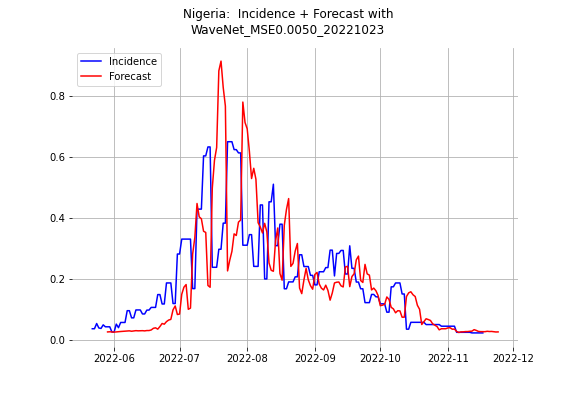 Nigeria:  Incidence + Forecast with
WaveNet_MSE0.0050_20221023
Incidence
Forecast
0.8
0.6
0.4
0.2
0.0
2022-06 2022-07 2022-08 2022-09 2022-10 2022-11 2022-12